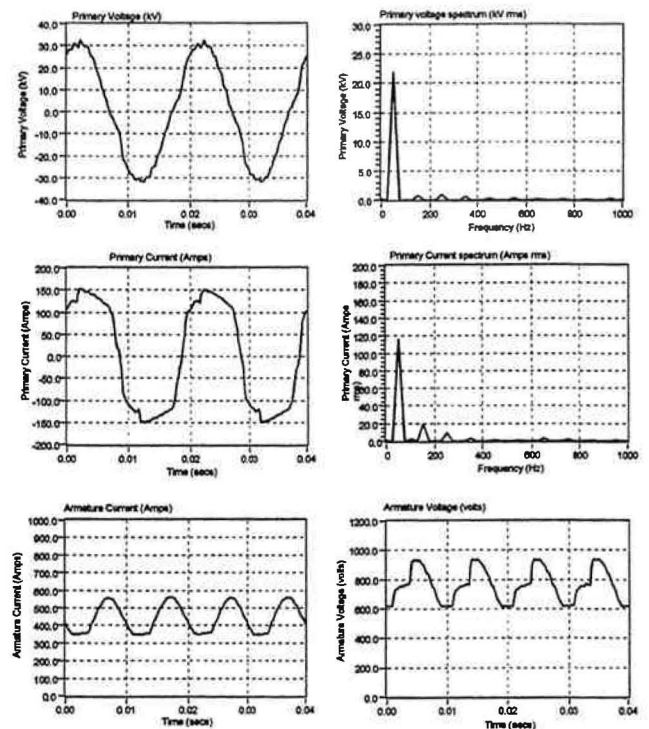 Primary Voltage (kV)
40.0
30.0
20.0
10.0
0.0
-10.0
-20.0
-30.0
-40.0
Primary Voltage (kV)
0.00 0.01 0.02 0.03 0.04
Time (secs)
Primary voltage spectrum (kV rms)
30.0
25.0
20.0
15.0
10.0
5.0
0.0
Primary Voltage (kV)
0 200 400 600 800 1000
Frequency (Hz)
Primary Current (Amps)
200.0
150.0
100.0
50.0
0.0
-50.0
-100.0
-150.0
-200.0
Primary Current (Amps)
0.00 0.01 0.02 0.03 0.04
Time (secs)
Primary Current spectrum (Amps rms)
200.0
180.0
160.0
140.0
120.0
100.0
80.0
60.0
40.0
20.0
0.0
Primary Current (Amps
rms)
0 200 400 600 800 1000
Frequency (Hz)
Armature Current (Amps)
1000.0
900.0
800.0
700.0
600.0
500.0
400.0
300.0
200.0
100.0
0.0
Armature Current (Amps)
0.00 0.01 0.02 0.03 0.04
Time (secs)
Armature Voltage (volts)
1200.0
1000.0
800.0
600.0
400.0
200.0
0.0
Armature Voltage (volts)
0.00 0.01 0.02 0.03 0.04
Time (secs)